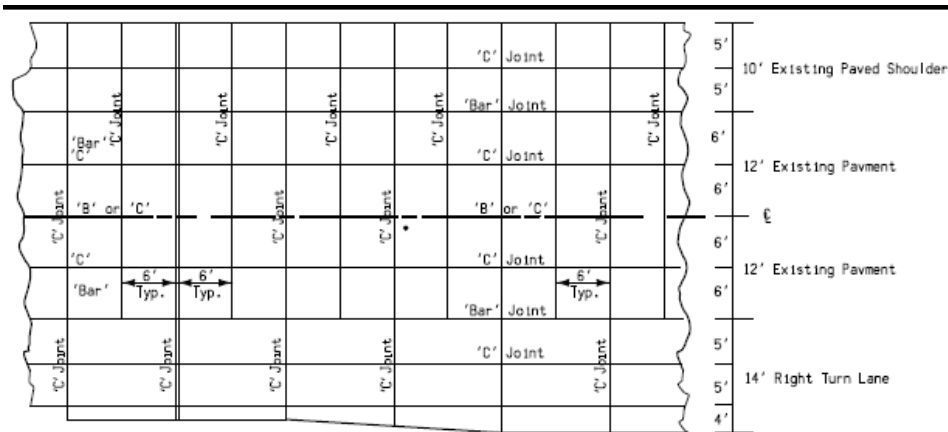 'C' Joint
5'
10' Existing Paved Shoulder
5'
'C' Joint
'C' Joint
'C' Joint
'C' Joint
'C' Joint
'Bar' Joint
6'
'Bar'
'C'
'C' Joint
12' Existing Pavment
6'
'C' Joint
'B' or 'C'
'C' Joint
'C' Joint
'B' or 'C'
'C' Joint
℄
6'
'C'
'C' Joint
12' Existing Pavment
6'
Typ.
6'
Typ.
6'
Typ.
6'
'Bar'
'Bar' Joint
5'
'C' Joint
'C' Joint
'C' Joint
'C' Joint
'C' Joint
'C' Joint
14' Right Turn Lane
5'
4'